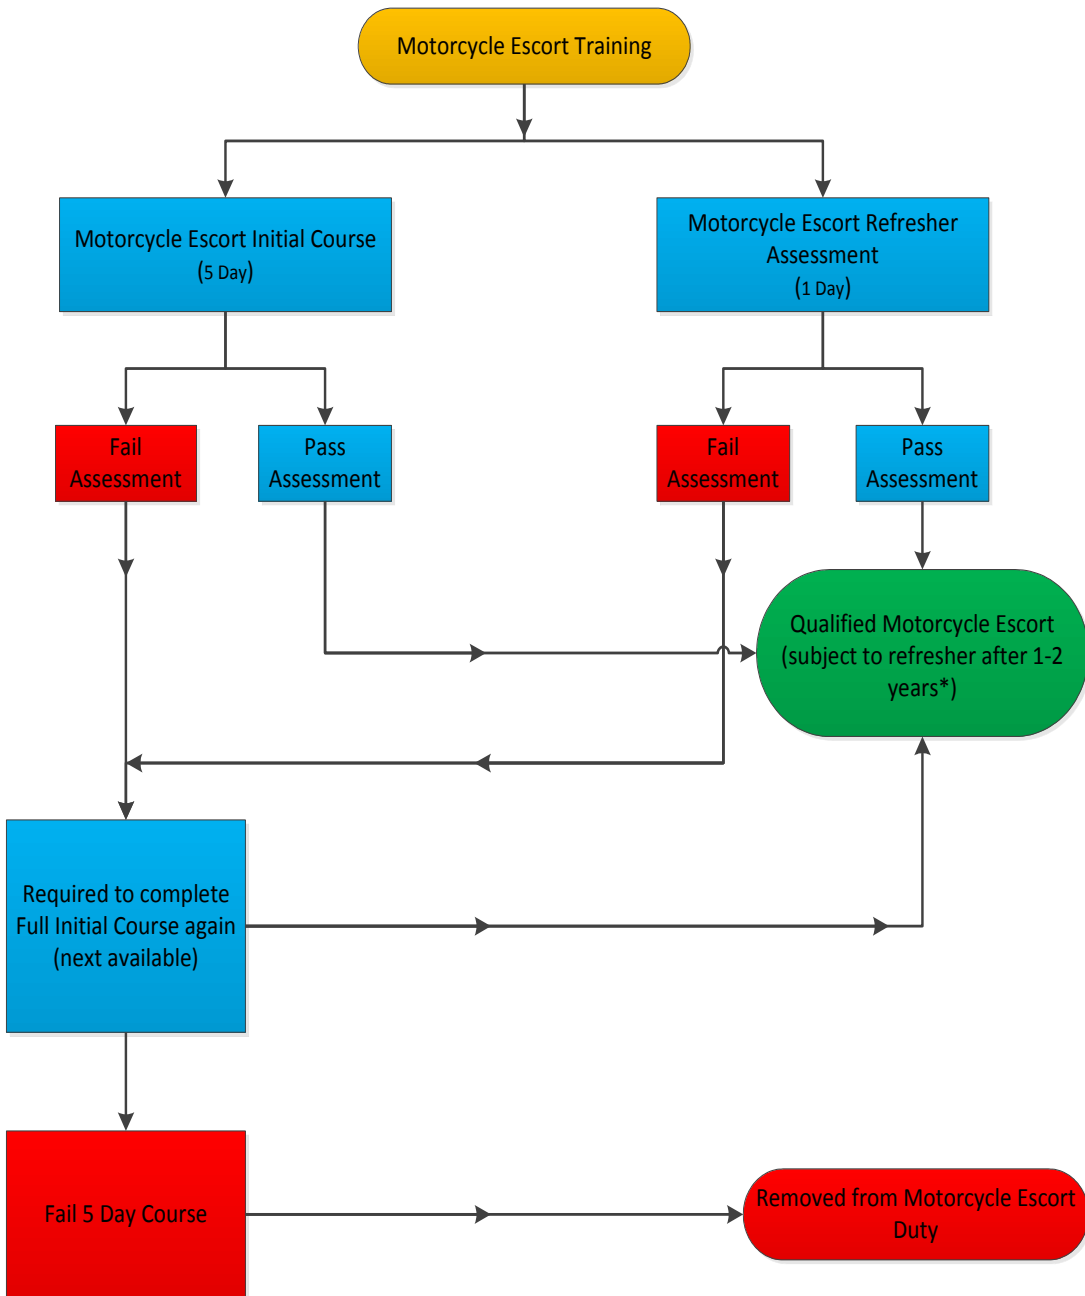 Motorcycle Escort Training
Motorcycle Escort Initial Course
(5 Day)
Motorcycle Escort Refresher
Assessment
(1 Day)
Fail
Assessment
Pass
Assessment
Fail
Assessment
Pass
Assessment
Qualified Motorcycle Escort
(subject to refresher after 1-2
years*)
Required to complete
Full Initial Course again
(next available)
Fail 5 Day Course
Removed from Motorcycle Escort
Duty